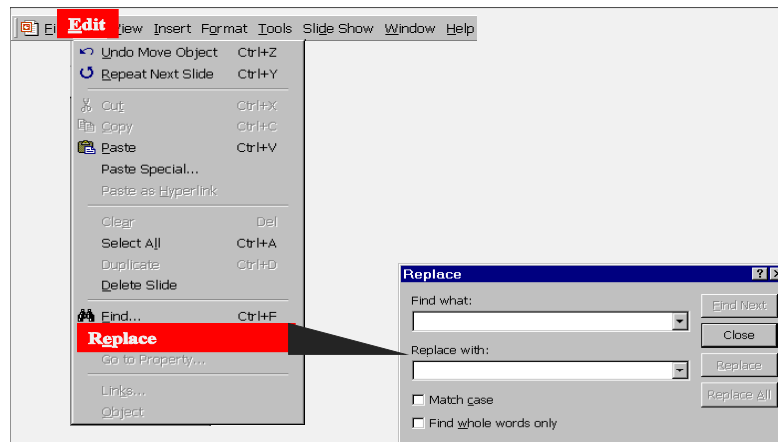 Edit View Insert Format Tools Slide Show Window Help
Undo Move Object Ctrl+Z
Repeat Next Slide Ctrl+Y
Cut Ctrl+X
Copy Ctrl+C
Paste Ctrl+V
Paste Special...
Paste as Hyperlink
Clear Del
Select All Ctrl+A
Duplicate Ctrl+D
Delete Slide
Find... Ctrl+F
Replace
Go to Property...
Links...
Object
Replace
Find what:
Find Next
Close
Replace with:
Replace
Replace All
Match case
Find whole words only